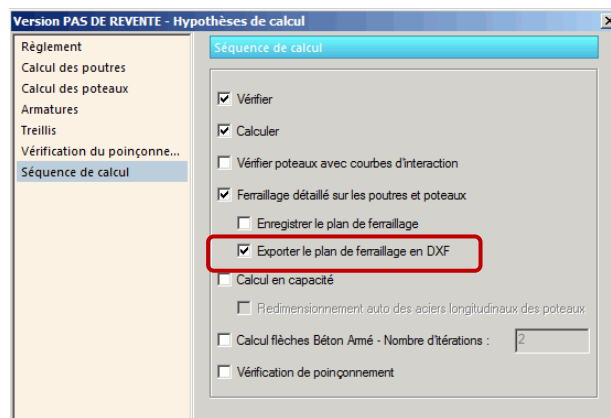 Version PAS DE REVENTE - Hypothèses de calcul
Règlement
Calcul des poutres
Calcul des poteaux
Armatures
Treillis
Vérification du poinçonne...
Séquence de calcul
Séquence de calcul
Vérifier
Calculer
Vérifier poteaux avec courbes d'interaction
Ferraillage détaillé sur les poutres et poteaux
Enregistrer le plan de ferraillage
Exporter le plan de ferraillage en DXF
Calcul en capacité
Redimensionnement auto des aciers longitudinaux des poteaux
Calcul flèches Béton Armé - Nombre d'itérations : 2
Vérification de poinçonnement